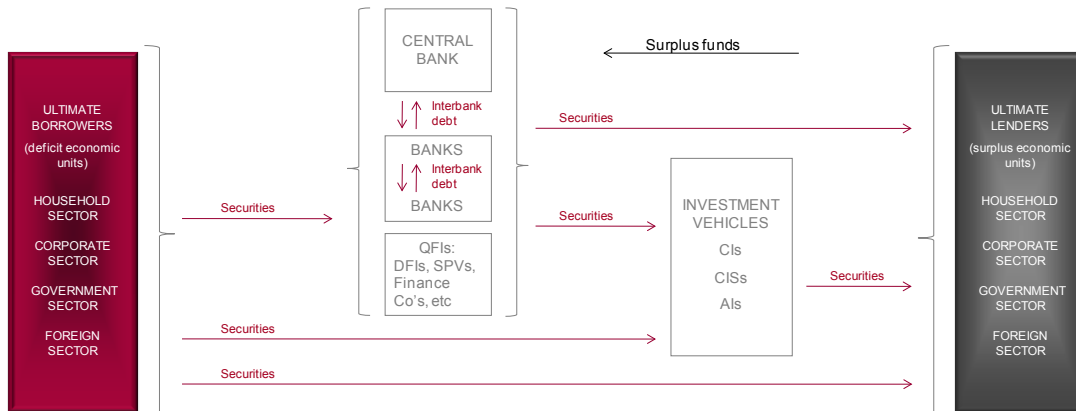 ULTIMATE
BORROWERS
(deficit economic
units)
HOUSEHOLD
SECTOR
CORPORATE
SECTOR
GOVERNMENT
SECTOR
FOREIGN
SECTOR
Securities
Securities
Securities
CENTRAL
BANK
Interbank
debt
BANKS
Interbank
debt
BANKS
QFIs:
DFIs, SPVs,
Finance
Co's, etc
Surplus funds
Securities
Securities
INVESTMENT
VEHICLES
CIs
CISs
AIs
Securities
ULTIMATE
LENDERS
(surplus economic
units)
HOUSEHOLD
SECTOR
CORPORATE
SECTOR
GOVERNMENT
SECTOR
FOREIGN
SECTOR